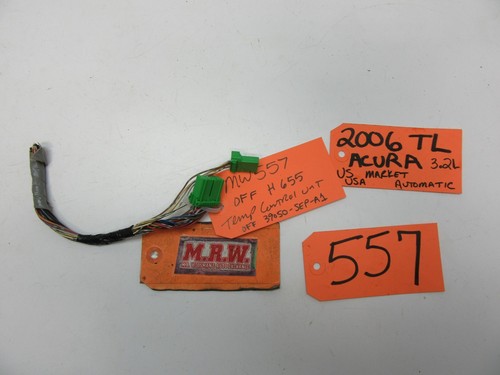 MW557
OFF H655
Temp Control UNIT
OFF 39050-SEP-A1
2006 TL
ACURA 3.2L
US MARKET
USA AUTOMATIC
M.R.W.
557